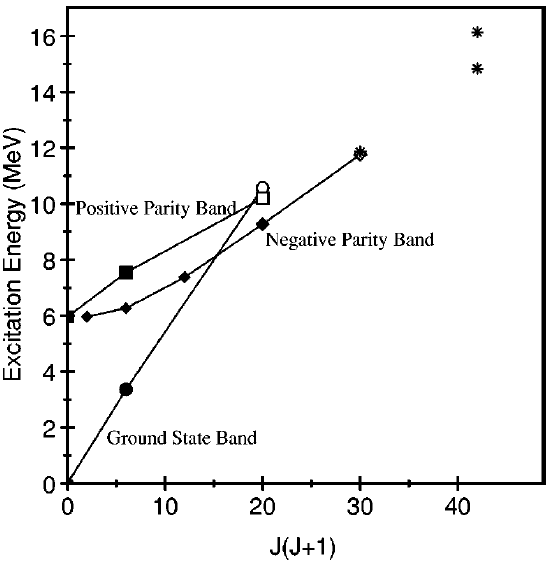 Excitation Energy (MeV)
16
14
12
10
8
6
4
2
0
Positive Parity Band
Negative Parity Band
Ground State Band
0
10
20
30
40
J(J+1)